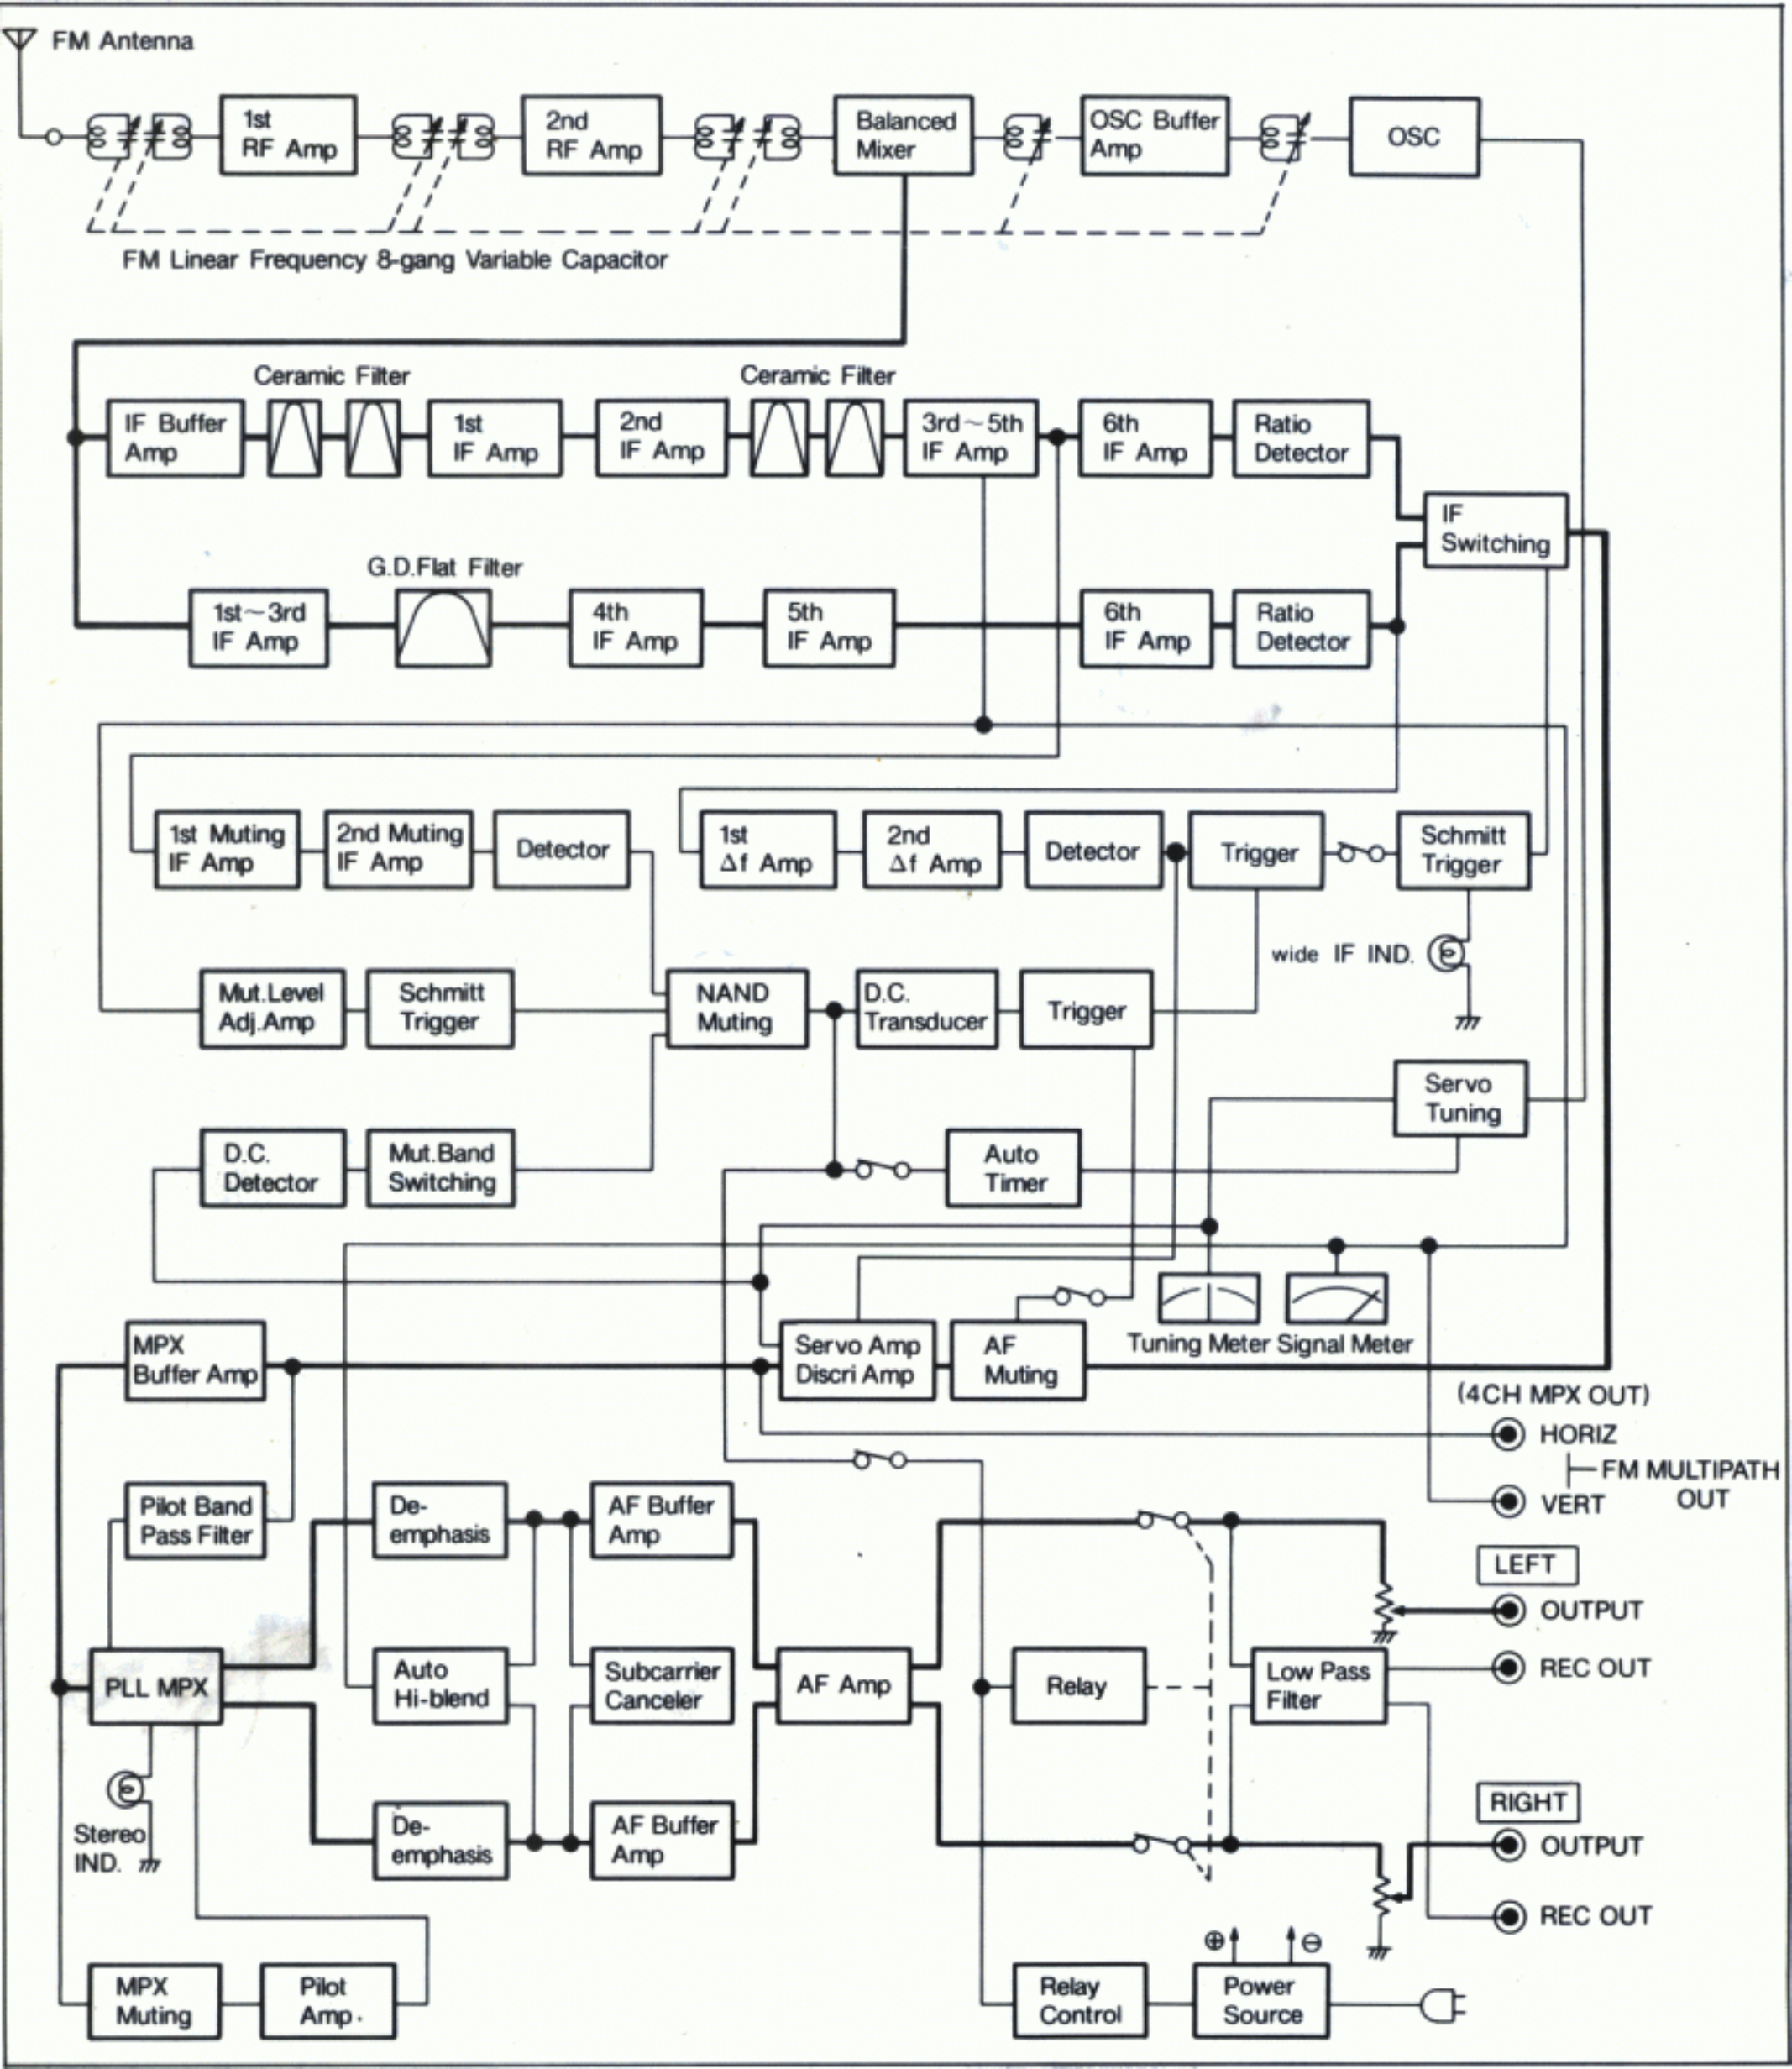 FM Antenna
1st
RF Amp
2nd
RF Amp
Balanced
Mixer
OSC Buffer
Amp
OSC
FM Linear Frequency 8-gang Variable Capacitor
Ceramic Filter
Ceramic Filter
IF Buffer
Amp
1st
IF Amp
2nd
IF Amp
3rd~5th
IF Amp
6th
IF Amp
Ratio
Detector
IF
Switching
G.D.Flat Filter
1st~3rd
IF Amp
4th
IF Amp
5th
IF Amp
6th
IF Amp
Ratio
Detector
1st Muting
IF Amp
2nd Muting
IF Amp
Detector
1st
Δf Amp
2nd
Δf Amp
Detector
Trigger
Schmitt
Trigger
wide IF IND.
Mut.Level
Adj.Amp
Schmitt
Trigger
NAND
Muting
D.C.
Transducer
Trigger
Servo
Tuning
D.C.
Detector
Mut.Band
Switching
Auto
Timer
MPX
Buffer Amp
Servo Amp
Discri Amp
AF
Muting
Tuning Meter
Signal Meter
(4CH MPX OUT)
HORIZ
FM MULTIPATH
OUT
VERT
Pilot Band
Pass Filter
De-
emphasis
AF Buffer
Amp
LEFT
OUTPUT
REC OUT
PLL MPX
Auto
Hi-blend
Subcarrier
Canceler
AF Amp
Relay
Low Pass
Filter
Stereo
IND.
De-
emphasis
AF Buffer
Amp
RIGHT
OUTPUT
REC OUT
MPX
Muting
Pilot
Amp.
Relay
Control
⊕
⊖
Power
Source